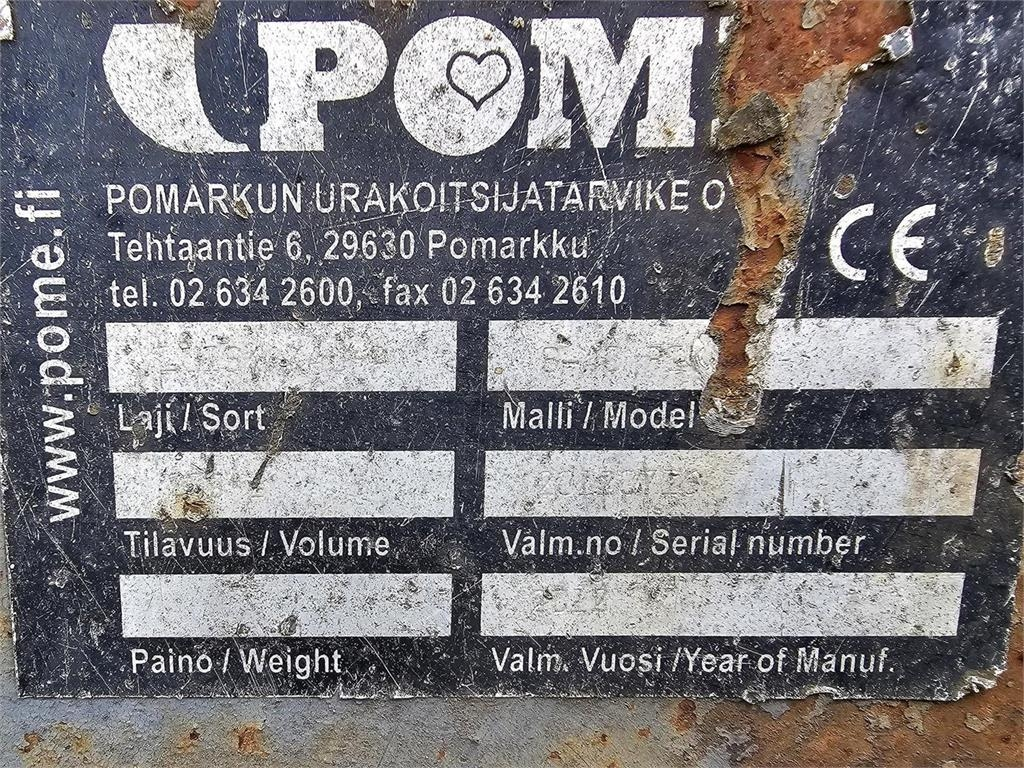 POM
POMARKUN URAKOITSIJATARVIKE
Tehtaantie 6, 29630 Pomarkku
tel. 02 634 2600, fax 02 634 2610
CE
www.pome.fi
Laji / Sort
Malli / Model
Tilavuus / Volume
Valm.no / Serial number
Paino / Weight
Valm. Vuosi /Year of Manuf.